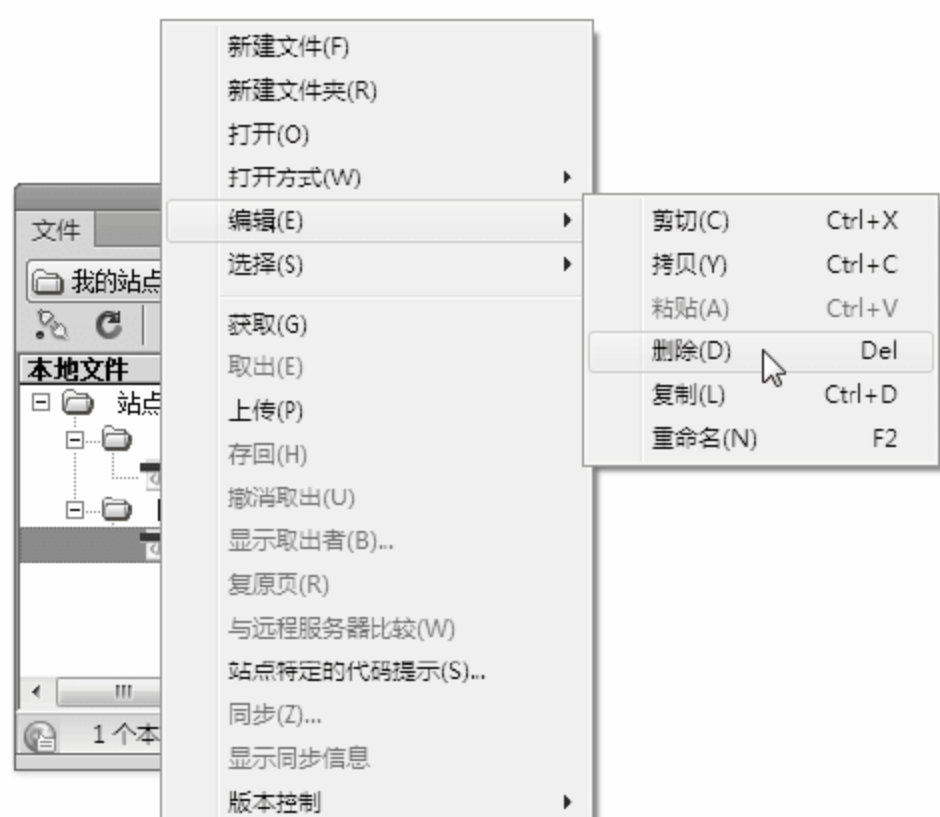 新建文件(F)
新建文件夹(R)
打开(O)
打开方式(W)
编辑(E)
选择(S)
获取(G)
取出(E)
上传(P)
存回(H)
撤消取出(U)
显示取出者(B)...
复原页(R)
与远程服务器比较(W)
站点特定的代码提示(S)...
同步(Z)...
显示同步信息
版本控制
剪切(C) Ctrl+X
拷贝(Y) Ctrl+C
粘贴(A) Ctrl+V
删除(D) Del
复制(L) Ctrl+D
重命名(N) F2
文件
我的站点
本地文件
站点
1 个本